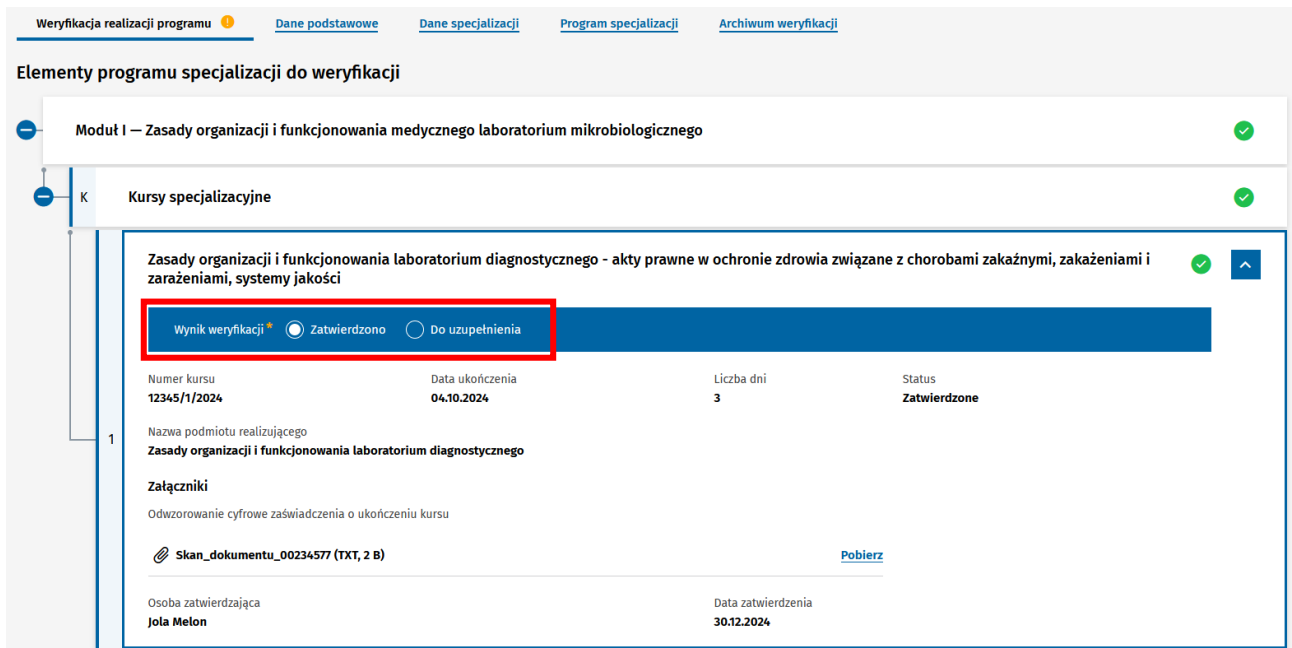 Weryfikacja realizacji programu Dane podstawowe Dane specjalizacji Program specjalizacji Archiwum weryfikacji
Elementy programu specjalizacji do weryfikacji
Moduł I — Zasady organizacji i funkcjonowania medycznego laboratorium mikrobiologicznego
K Kursy specjalizacyjne
Zasady organizacji i funkcjonowania laboratorium diagnostycznego - akty prawne w ochronie zdrowia związane z chorobami zakaźnymi, zakażeniami i
zarażeniami, systemy jakości
Wynik weryfikacji * Zatwierdzono Do uzupełnienia
Numer kursu Data ukończenia Liczba dni Status
12345/1/2024 04.10.2024 3 Zatwierdzone
Nazwa podmiotu realizującego
1
Zasady organizacji i funkcjonowania laboratorium diagnostycznego
Załączniki
Odwzorowanie cyfrowe zaświadczenia o ukończeniu kursu
Skan_dokumentu_00234577 (TXT, 2 B) Pobierz
Osoba zatwierdzająca Data zatwierdzenia
Jola Melon 30.12.2024